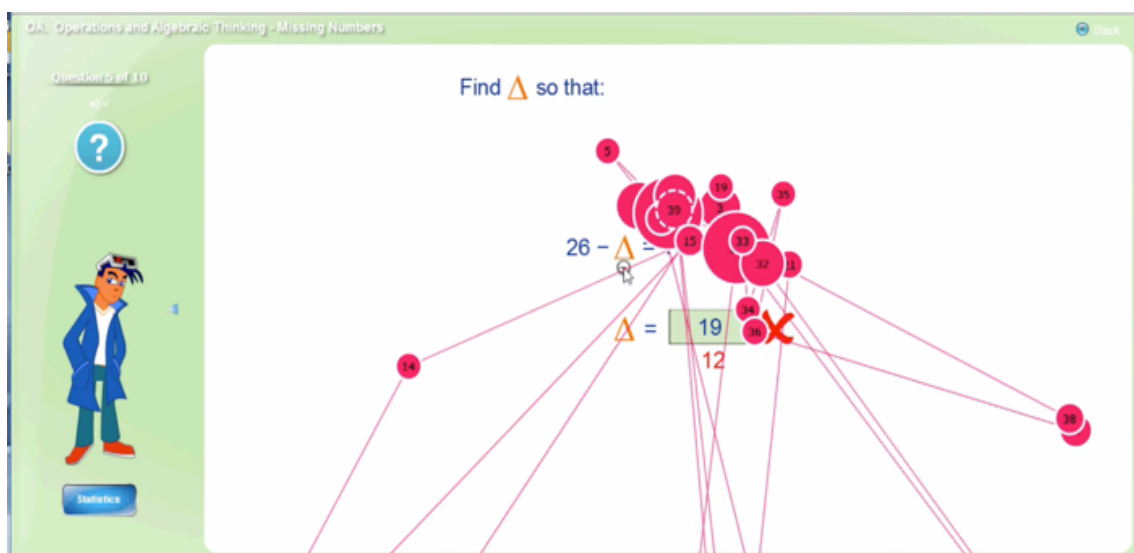 OA. Operations and Algebraic Thinking - Missing Numbers
Back
Question 5 of 10
?
Find Δ so that:
5
19
35
39
3
15
33
26 − Δ =
32
21
34
Δ = 19
36
12
14
38
Statistics